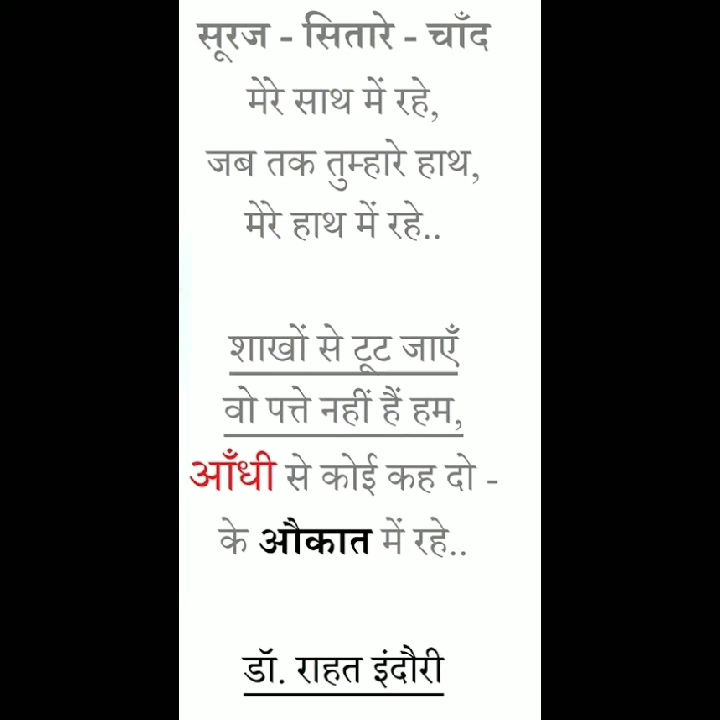 सूरज - सितारे - चाँद
मेरे साथ में रहे,
जब तक तुम्हारे हाथ,
मेरे हाथ में रहे..
शाखों से टूट जाएँ
वो पत्ते नहीं हैं हम,
आँधी से कोई कह दो -
के औकात में रहे..
डॉ. राहत इंदौरी